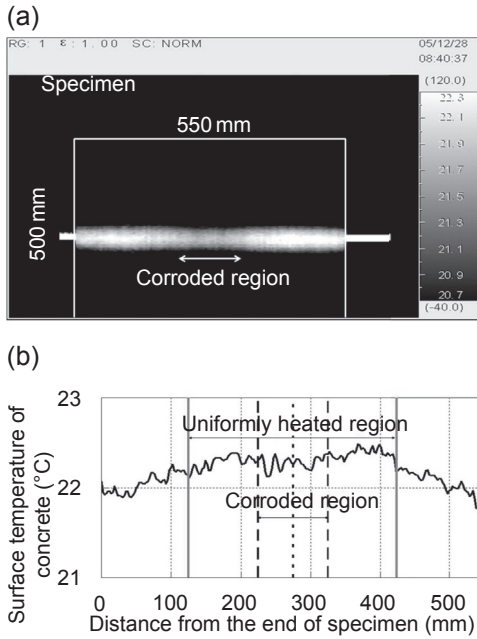 (a)
RG: 1 ε: 1.00 SC: NORM
05/12/28
08:40:37
(120.0)
Specimen
22.3
22.1
21.9
21.7
21.5
21.3
21.1
20.9
20.7
(-40.0)
550 mm
500 mm
Corroded region
(b)
Surface temperature of
concrete (°C)
23
22
21
Uniformly heated region
Corroded region
0 100 200 300 400 500
Distance from the end of specimen (mm)